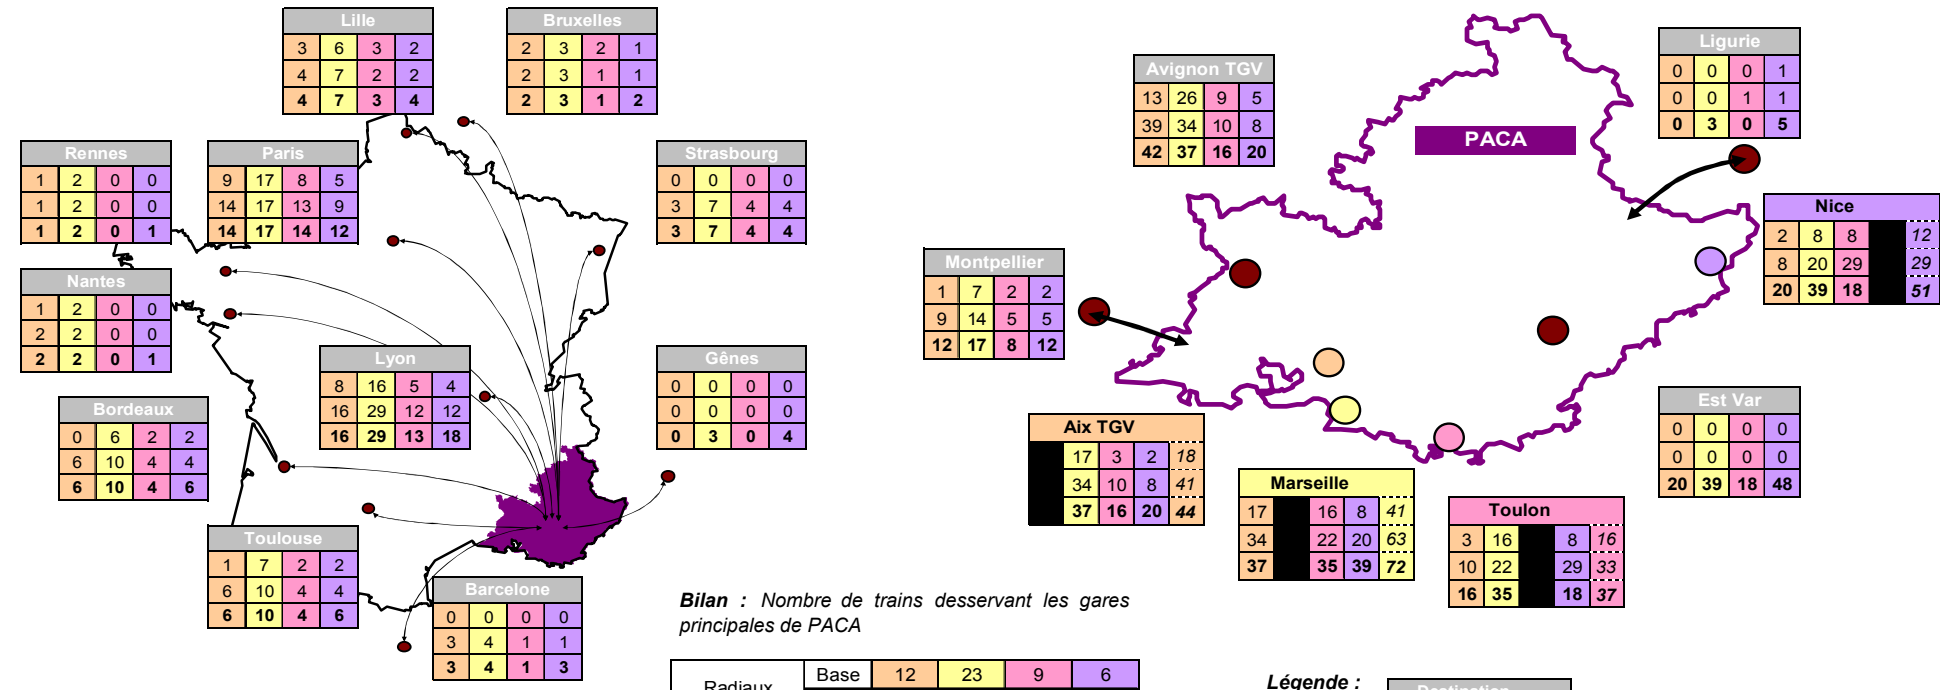 Lille
3 6 3 2
4 7 2 2
4 7 3 4
Bruxelles
2 3 2 1
2 3 1 1
2 3 1 2
Rennes
1 2 0 0
1 2 0 0
1 2 0 1
Paris
9 17 8 5
14 17 13 9
14 17 14 12
Strasbourg
0 0 0 0
3 7 4 4
3 7 4 4
Nantes
1 2 0 0
2 2 0 0
2 2 0 1
Lyon
8 16 5 4
16 29 12 12
16 29 13 18
Gênes
0 0 0 0
0 0 0 0
0 3 0 4
Bordeaux
0 6 2 2
6 10 4 4
6 10 4 6
Toulouse
1 7 2 2
6 10 4 4
6 10 4 6
Barcelone
0 0 0 0
3 4 1 1
3 4 1 3
Avignon TGV
13 26 9 5
39 34 10 8
42 37 16 20
PACA
Ligurie
0 0 0 1
0 0 1 1
0 3 0 5
Nice
2 8 8 12
8 20 29 29
20 39 18 51
Montpellier
1 7 2 2
9 14 5 5
12 17 8 12
Aix TGV
17 3 2 18
34 10 8 41
37 16 20 44
Marseille
17 16 8 41
34 22 20 63
37 35 39 72
Toulon
3 16 8 16
10 22 29 33
16 35 18 37
Est Var
0 0 0 0
0 0 0 0
20 39 18 48
Bilan : Nombre de trains desservant les gares
principales de PACA
Radiaux Base 12 23 9 6
Légende :
Destination